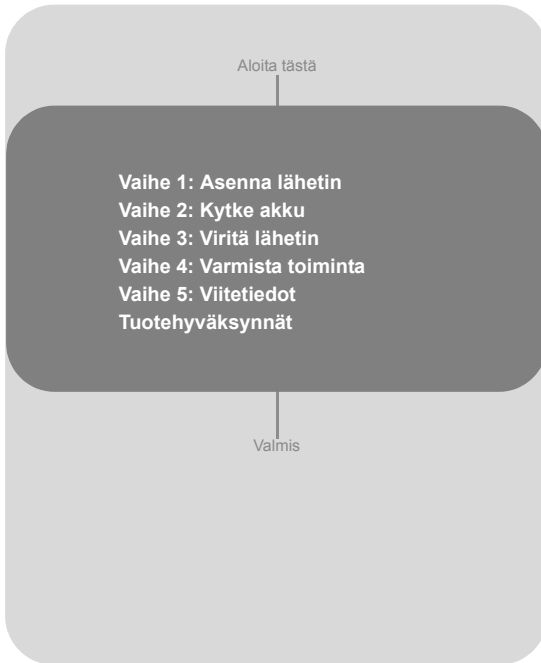 Aloita tästä
Vaihe 1: Asenna lähetin
Vaihe 2: Kytke akku
Vaihe 3: Viritä lähetin
Vaihe 4: Varmista toiminta
Vaihe 5: Viitetiedot
Tuotehyväksynnät
Valmis